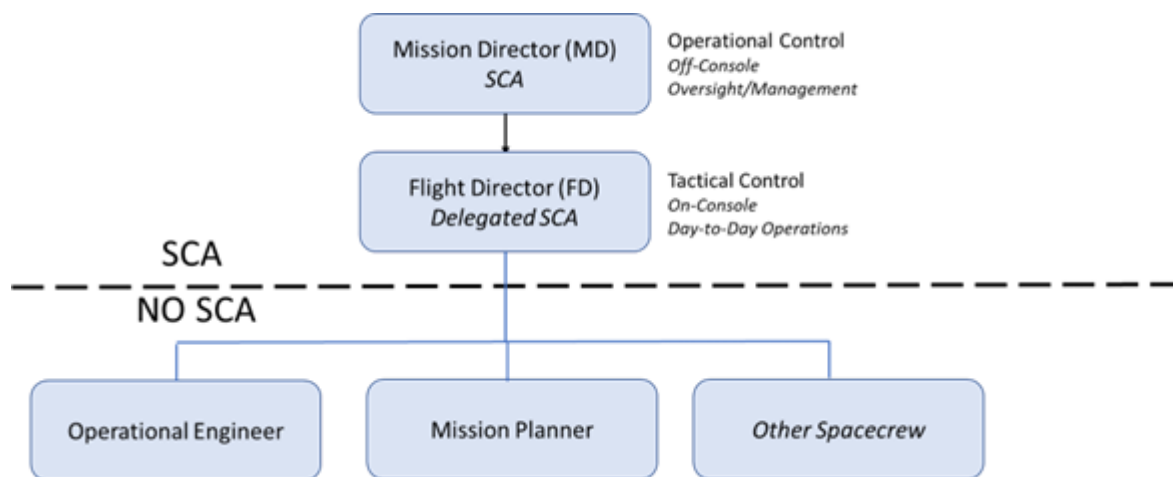 Mission Director (MD)
SCA
Operational Control
Off-Console
Oversight/Management
Flight Director (FD)
Delegated SCA
Tactical Control
On-Console
Day-to-Day Operations
SCA
NO SCA
Operational Engineer
Mission Planner
Other Spacecrew